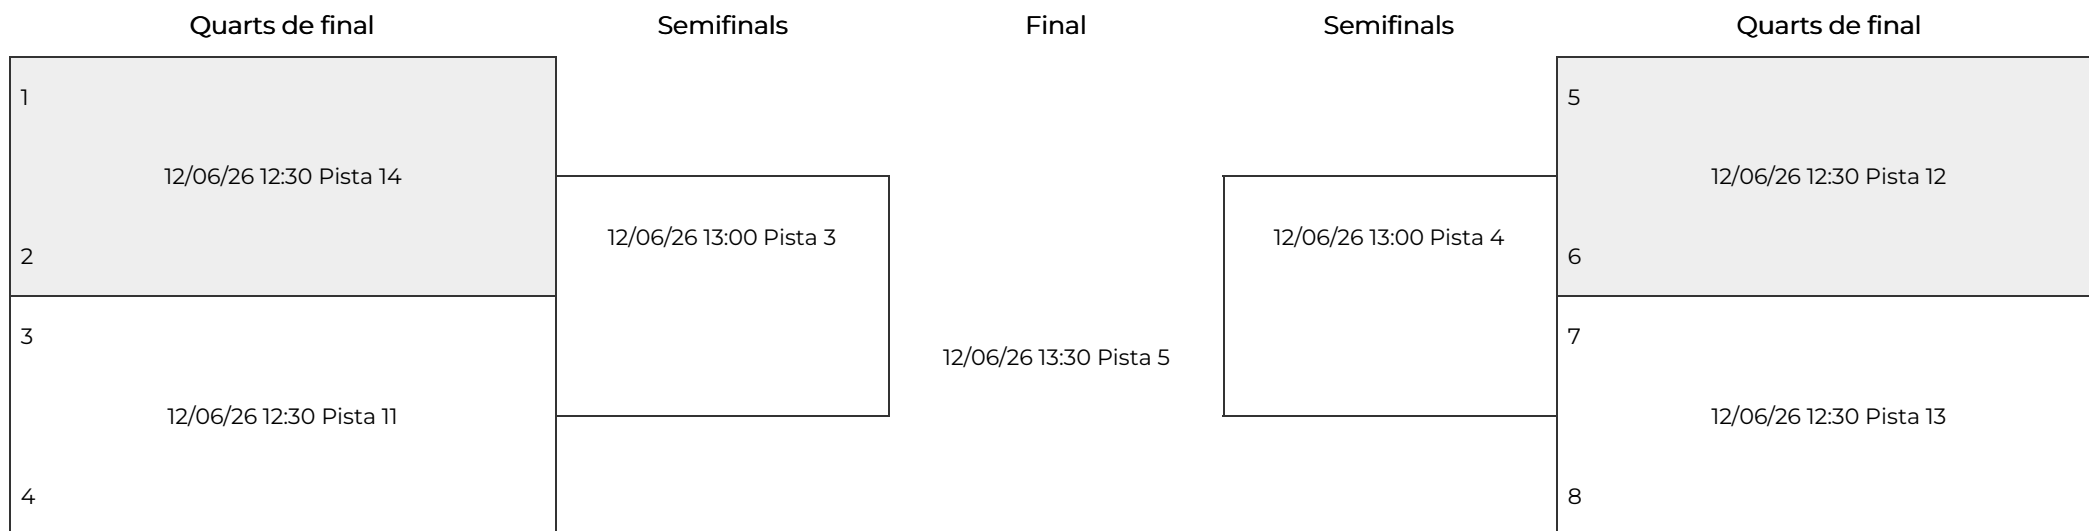 Quarts de final Semifinals Final Semifinals Quarts de final
1 5
12/06/26 12:30 Pista 14 12/06/26 12:30 Pista 12
12/06/26 13:00 Pista 3 12/06/26 13:00 Pista 4
2 6
3 7
12/06/26 13:30 Pista 5
12/06/26 12:30 Pista 11 12/06/26 12:30 Pista 13
4 8